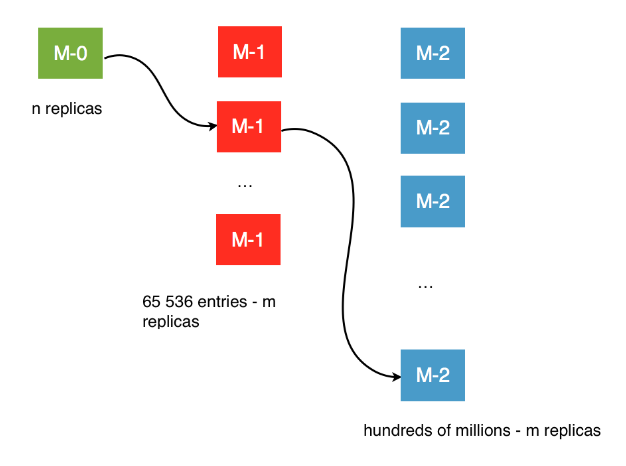 M-0
M-1
M-2
n replicas
M-1
M-2
...
M-2
M-1
...
65 536 entries - m
replicas
M-2
hundreds of millions - m replicas